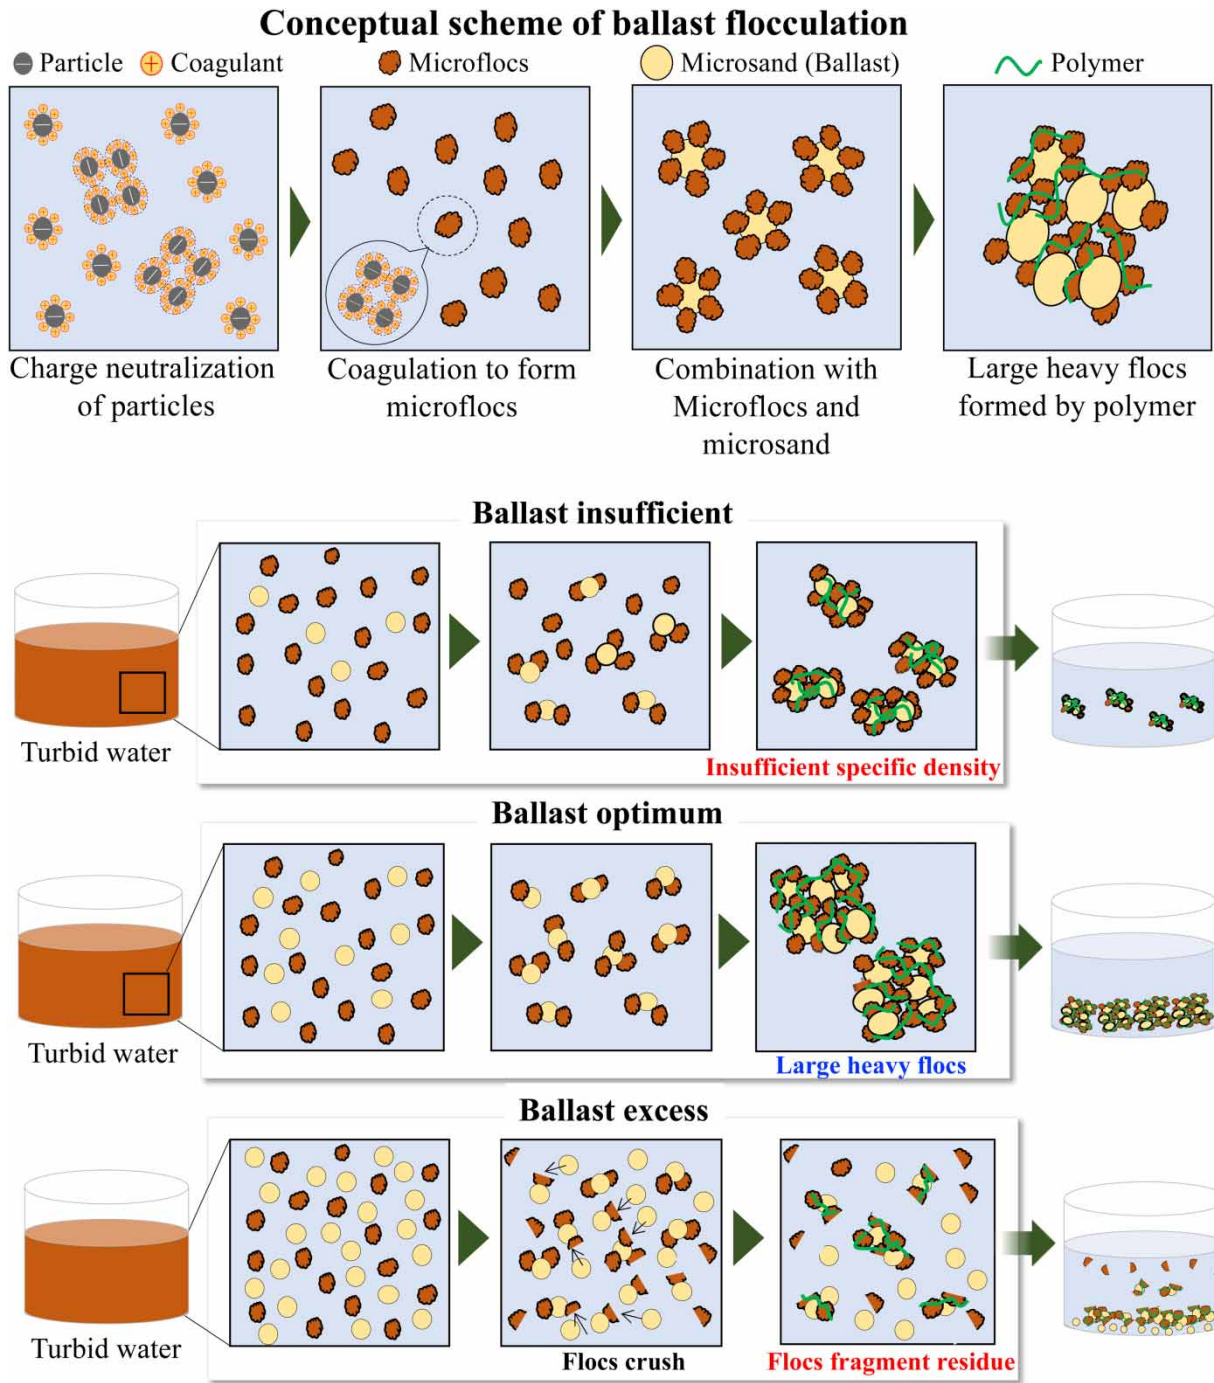 Conceptual scheme of ballast flocculation
Particle
Coagulant
Microflocs
Microsand (Ballast)
Polymer
Charge neutralization
of particles
Coagulation to form
microflocs
Combination with
Microflocs and
microsand
Large heavy flocs
formed by polymer
Ballast insufficient
Turbid water
Insufficient specific density
Ballast optimum
Turbid water
Large heavy flocs
Ballast excess
Turbid water
Flocs crush
Flocs fragment residue